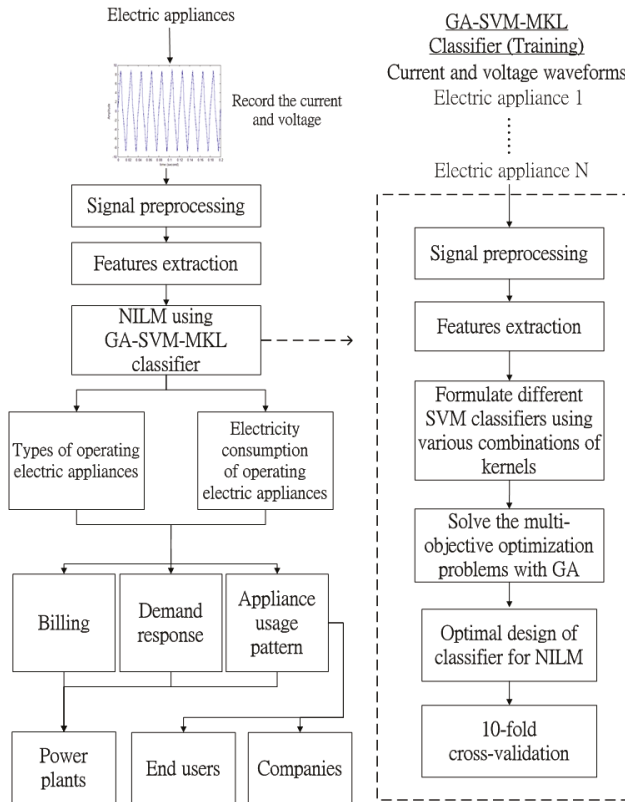 Electric appliances
Record the current
and voltage
Signal preprocessing
Features extraction
NILM using
GA-SVM-MKL
classifier
Types of operating
electric appliances
Electricity
consumption
of operating
electric appliances
Billing
Demand
response
Appliance
usage
pattern
Power
plants
End users
Companies
GA-SVM-MKL
Classifier (Training)
Current and voltage waveforms
Electric appliance 1
Electric appliance N
Signal preprocessing
Features extraction
Formulate different
SVM classifiers using
various combinations of
kernels
Solve the multi-
objective optimization
problems with GA
Optimal design of
classifier for NILM
10-fold
cross-validation